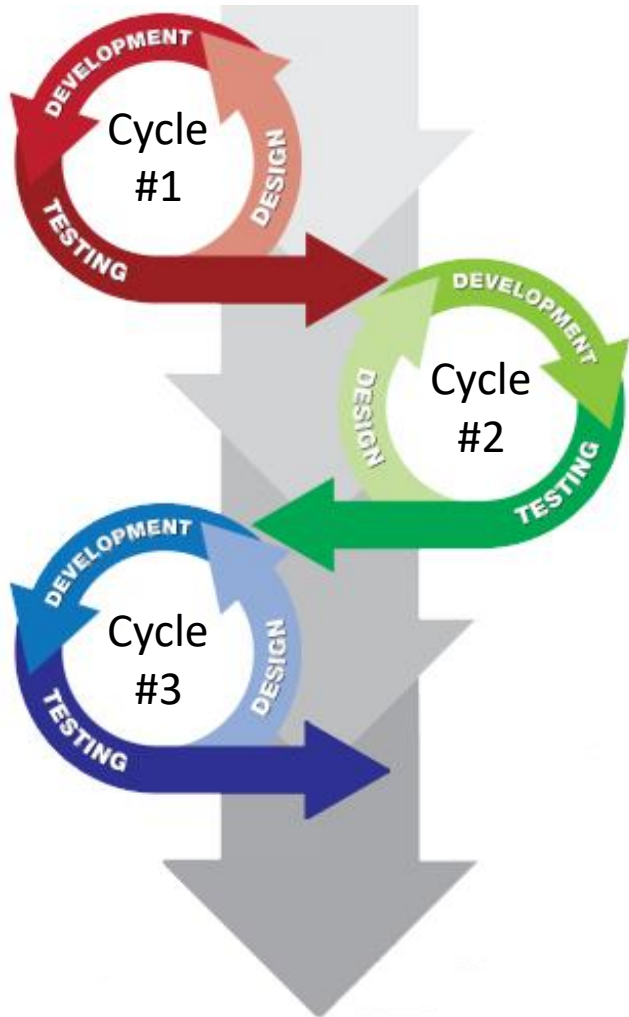 DEVELOPMENT
Cycle
#1
DESIGN
TESTING
DEVELOPMENT
Cycle
#2
DESIGN
TESTING
DEVELOPMENT
Cycle
#3
DESIGN
TESTING